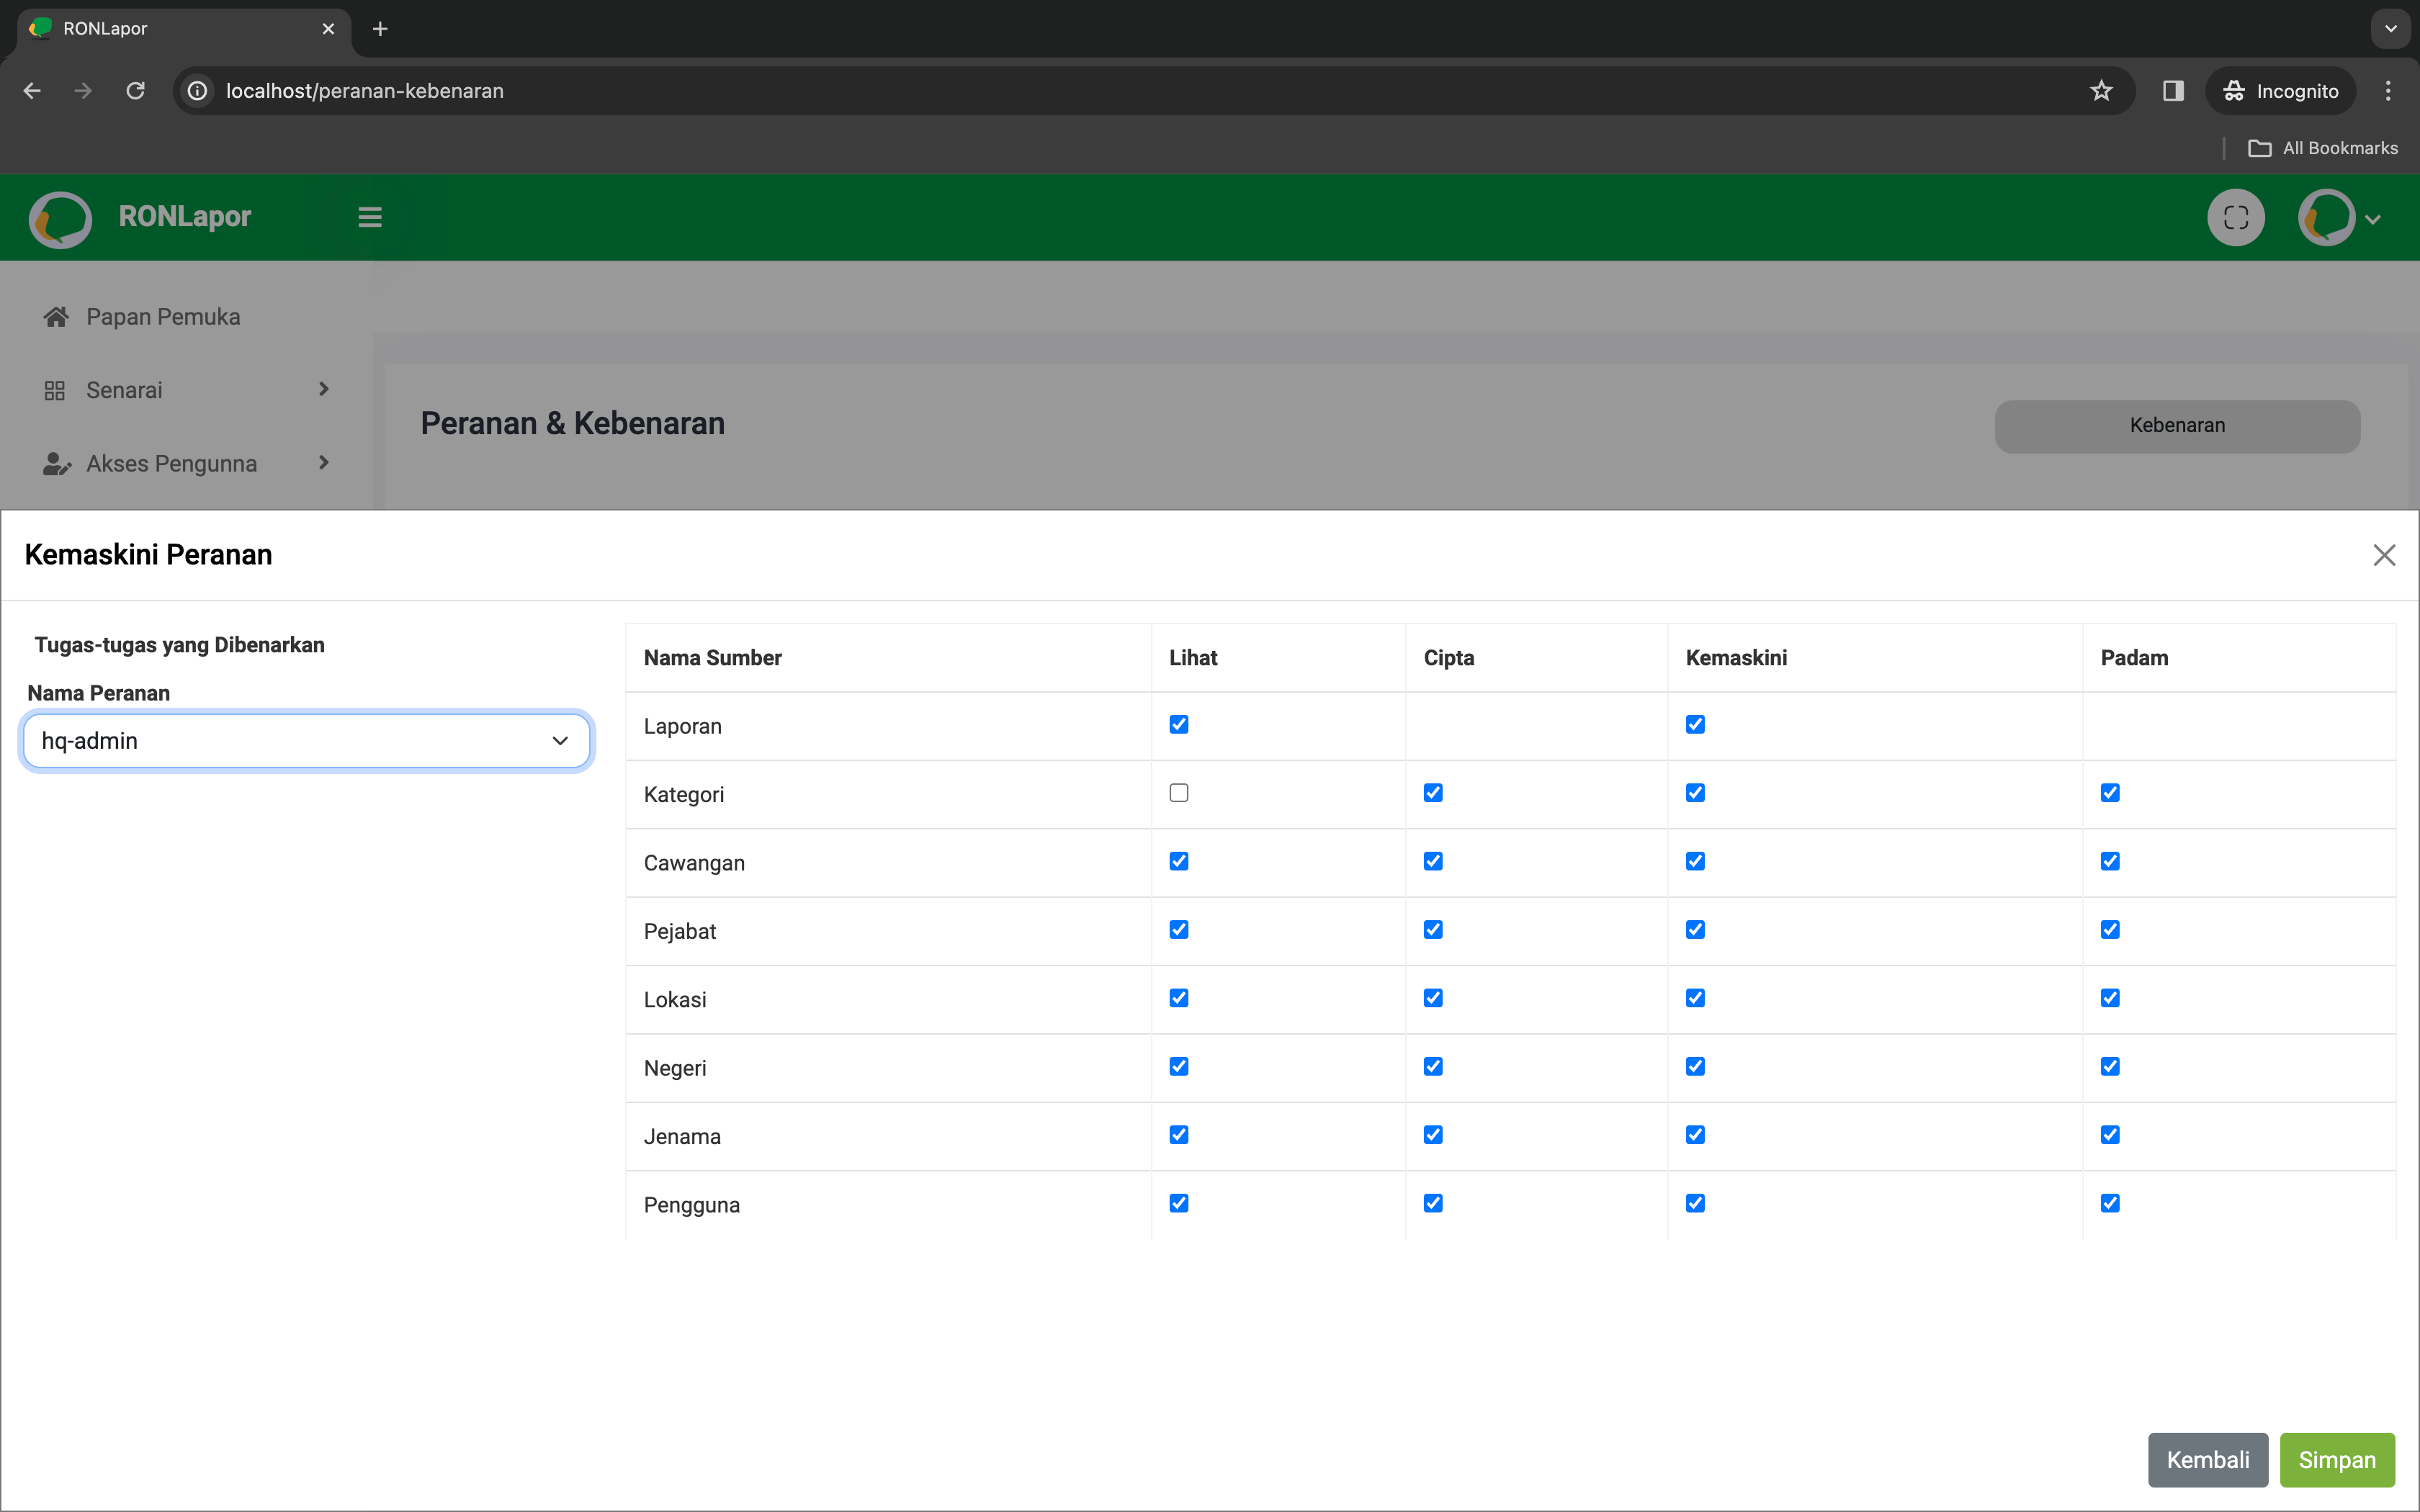 RONLapor
localhost/peranan-kebenaran
Incognito
All Bookmarks
RONLapor
Papan Pemuka
Senarai
Akses Pengunna
Peranan & Kebenaran
Kebenaran
Kemaskini Peranan
Tugas-tugas yang Dibenarkan
Nama Peranan
hq-admin
Nama Sumber Lihat Cipta Kemaskini Padam
Laporan
Kategori
Cawangan
Pejabat
Lokasi
Negeri
Jenama
Pengguna
Kembali Simpan